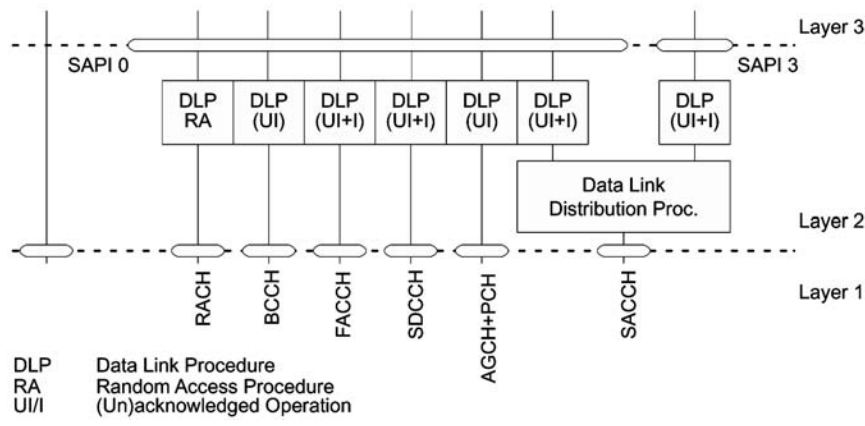 Layer 3
SAPI 0
SAPI 3
DLP DLP DLP DLP DLP DLP DLP
RA (UI) (UI+I) (UI+I) (UI) (UI+I) (UI+I)
Data Link
Distribution Proc.
Layer 2
Layer 1
RACH
BCCH
FACCH
SDCCH
AGCH+PCH
SACCH
DLP Data Link Procedure
RA Random Access Procedure
UI/I (Un)acknowledged Operation